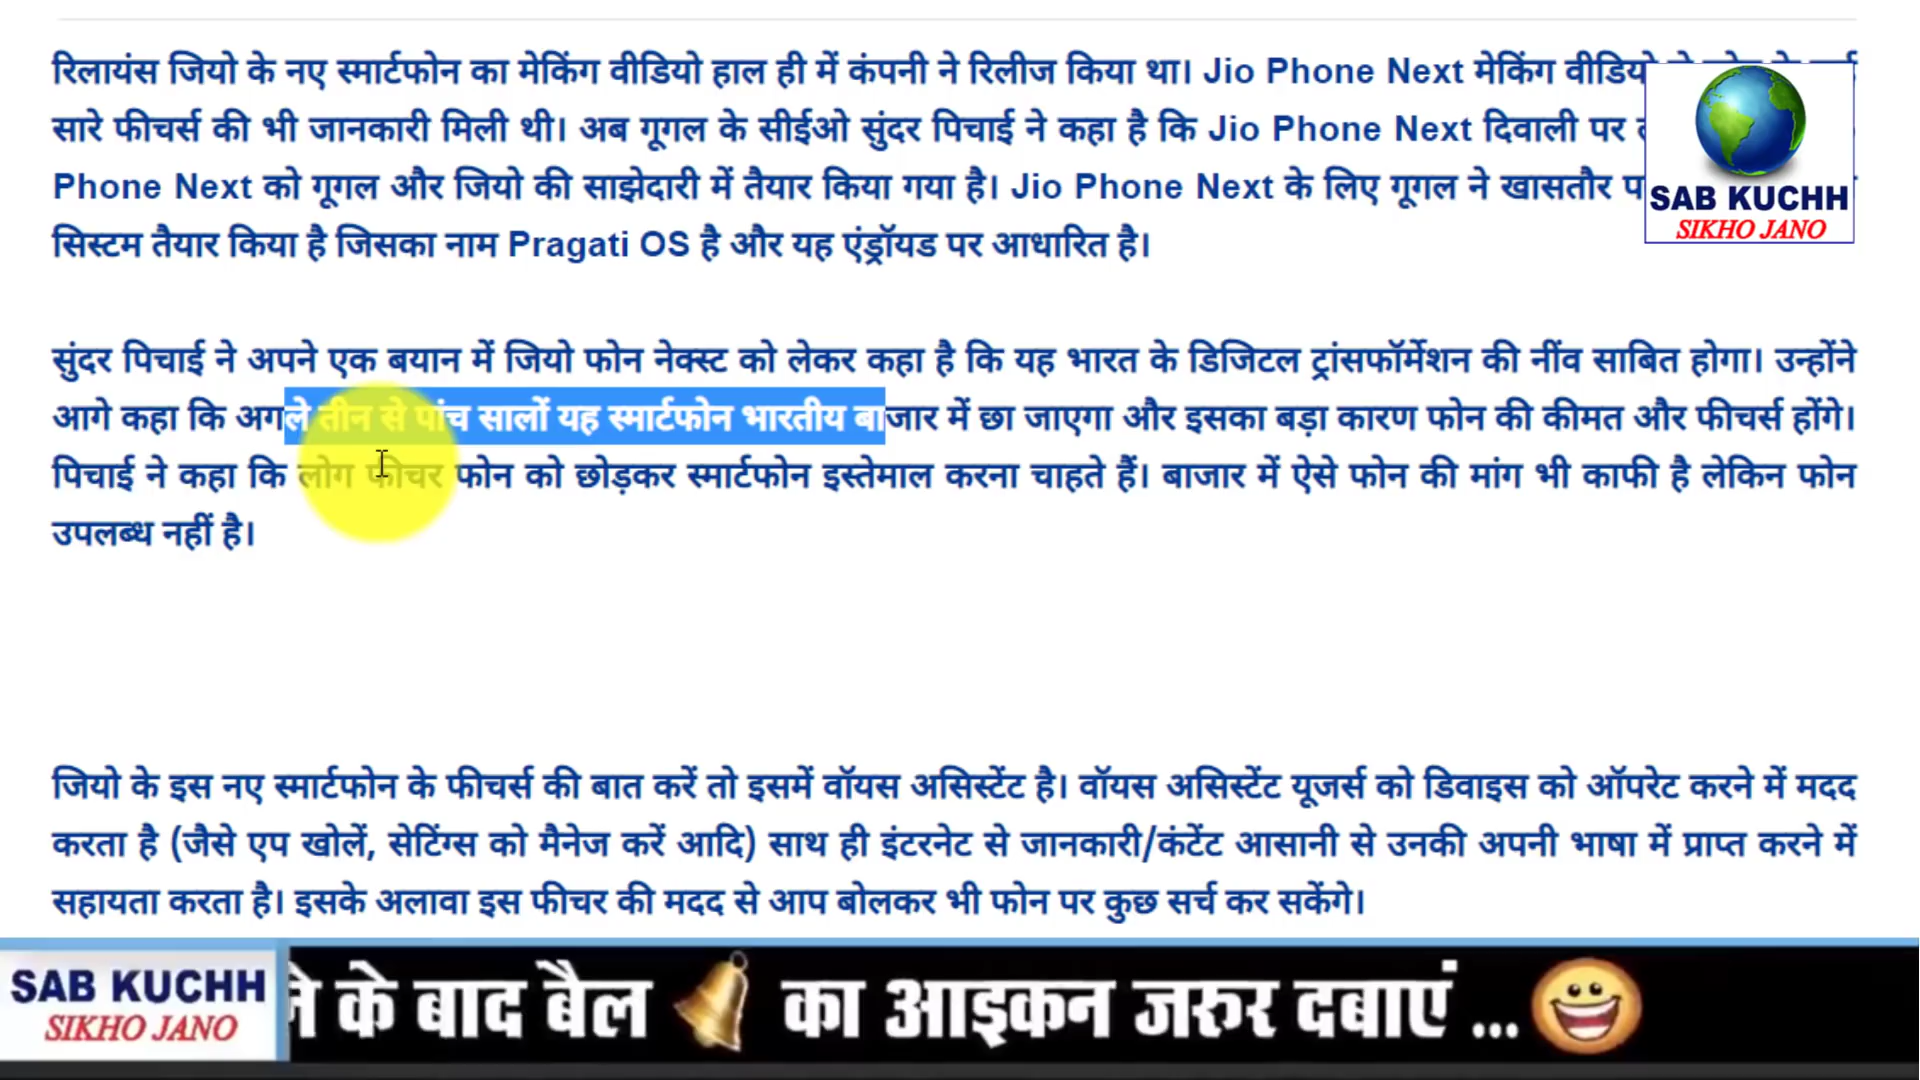 रिलायंस जियो के नए स्मार्टफोन का मेकिंग वीडियो हाल ही में कंपनी ने रिलीज किया था। Jio Phone Next मेकिंग वीडियो
सारे फीचर्स की भी जानकारी मिली थी। अब गूगल के सीईओ सुंदर पिचाई ने कहा है कि Jio Phone Next दिवाली पर
Phone Next को गूगल और जियो की साझेदारी में तैयार किया गया है। Jio Phone Next के लिए गूगल ने खासतौर
सिस्टम तैयार किया है जिसका नाम Pragati OS है और यह एंड्रॉयड पर आधारित है।
SAB KUCHH
SIKHO JANO
सुंदर पिचाई ने अपने एक बयान में जियो फोन नेक्स्ट को लेकर कहा है कि यह भारत के डिजिटल ट्रांसफॉर्मेशन की नींव साबित होगा। उन्होंने
आगे कहा कि अगले तीन से पांच सालों यह स्मार्टफोन भारतीय बाजार में छा जाएगा और इसका बड़ा कारण फोन की कीमत और फीचर्स होंगे।
पिचाई ने कहा कि लोग फीचर फोन को छोड़कर स्मार्टफोन इस्तेमाल करना चाहते हैं। बाजार में ऐसे फोन की मांग भी काफी है लेकिन फोन
उपलब्ध नहीं है।
जियो के इस नए स्मार्टफोन के फीचर्स की बात करें तो इसमें वॉयस असिस्टेंट है। वॉयस असिस्टेंट यूजर्स को डिवाइस को ऑपरेट करने में मदद
करता है (जैसे एप खोलें, सेटिंग्स को मैनेज करें आदि) साथ ही इंटरनेट से जानकारी/कंटेंट आसानी से उनकी अपनी भाषा में प्राप्त करने में
सहायता करता है। इसके अलावा इस फीचर की मदद से आप बोलकर भी फोन पर कुछ सर्च कर सकेंगे।
SAB KUCHH
SIKHO JANO
के बाद बैल का आइकन जरुर दबाएं ...